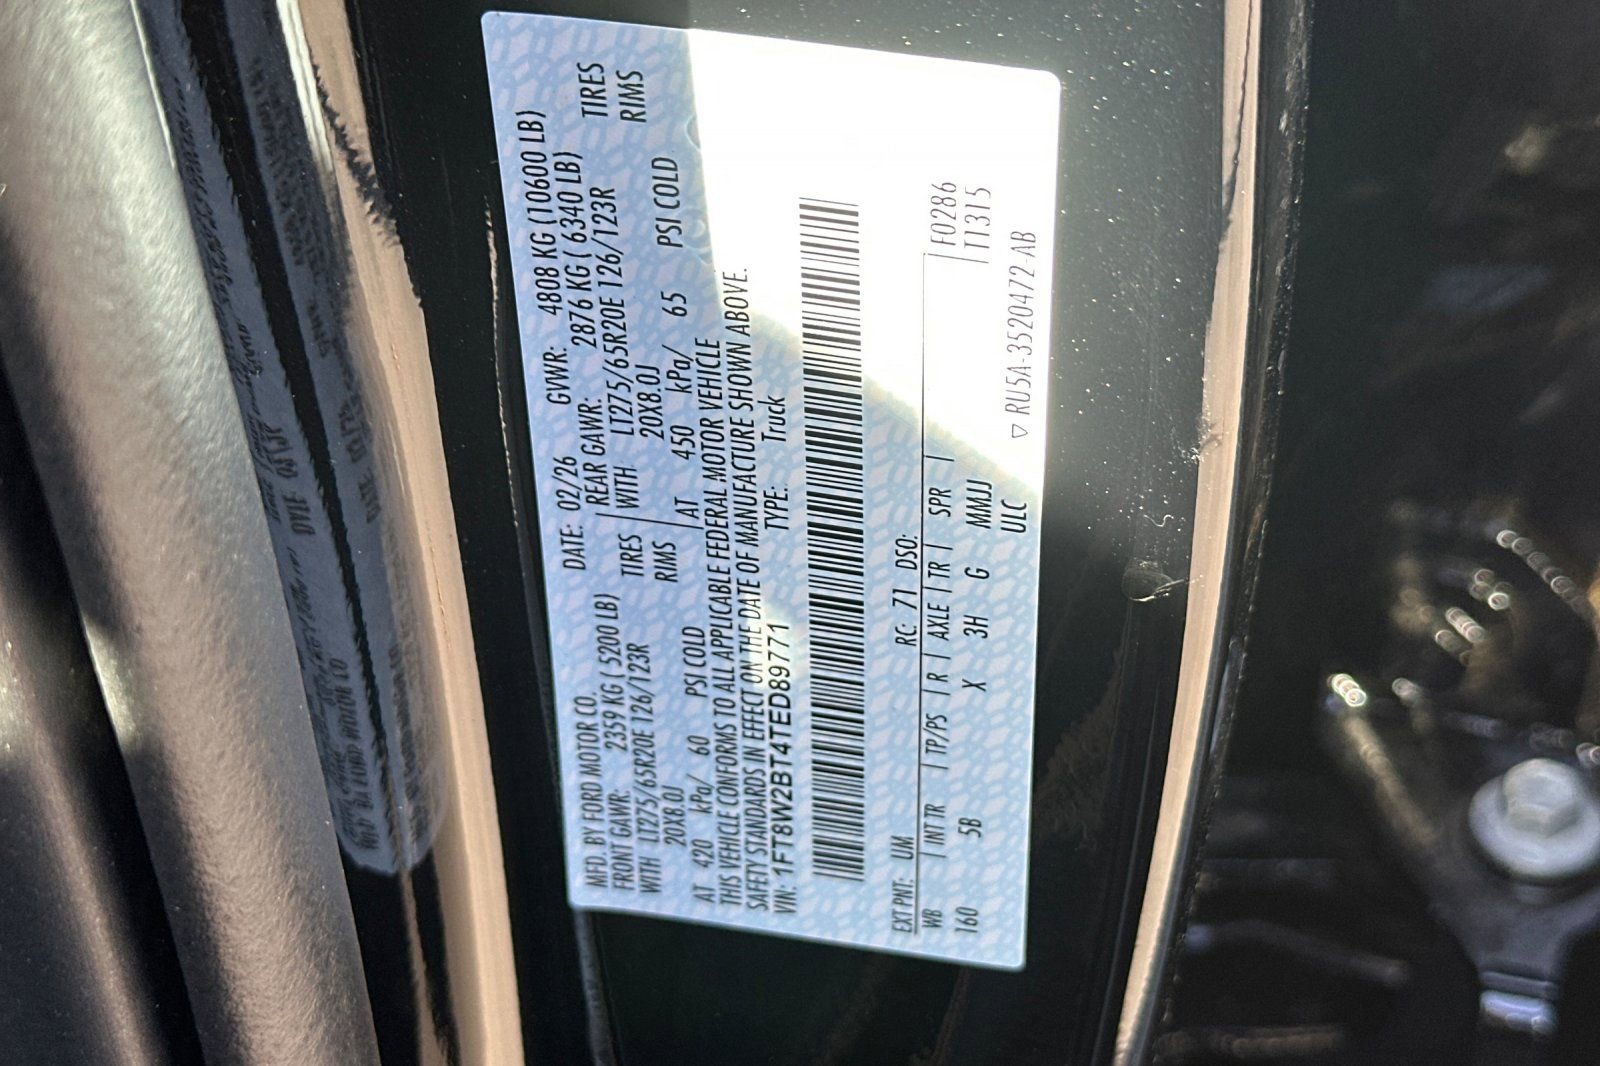 MFD. BY FORD MOTOR CO.
DATE: 02/26 GVWR: 4808 KG (10600 LB)
FRONT GAWR: 2359 KG ( 5200 LB) REAR GAWR: 2876 KG ( 6340 LB)
WITH LT275/65R20E 126/123R TIRES WITH LT275/65R20E 126/123R TIRES
20X8.0J RIMS 20X8.0J RIMS
AT 420 kPa/ 60 PSI COLD AT 450 kPa/ 65 PSI COLD
THIS VEHICLE CONFORMS TO ALL APPLICABLE FEDERAL MOTOR VEHICLE
SAFETY STANDARDS IN EFFECT ON THE DATE OF MANUFACTURE SHOWN ABOVE.
VIN: 1FT8W2BT4TED89771 TYPE: Truck
EXT PNT: UM RC: 71 DSO:
WB INT TR TP/PS R AXLE TR SPR F0286
160 5B X 3H G MMJJ T1315
ULC
▽ RU5A-3520472-AB